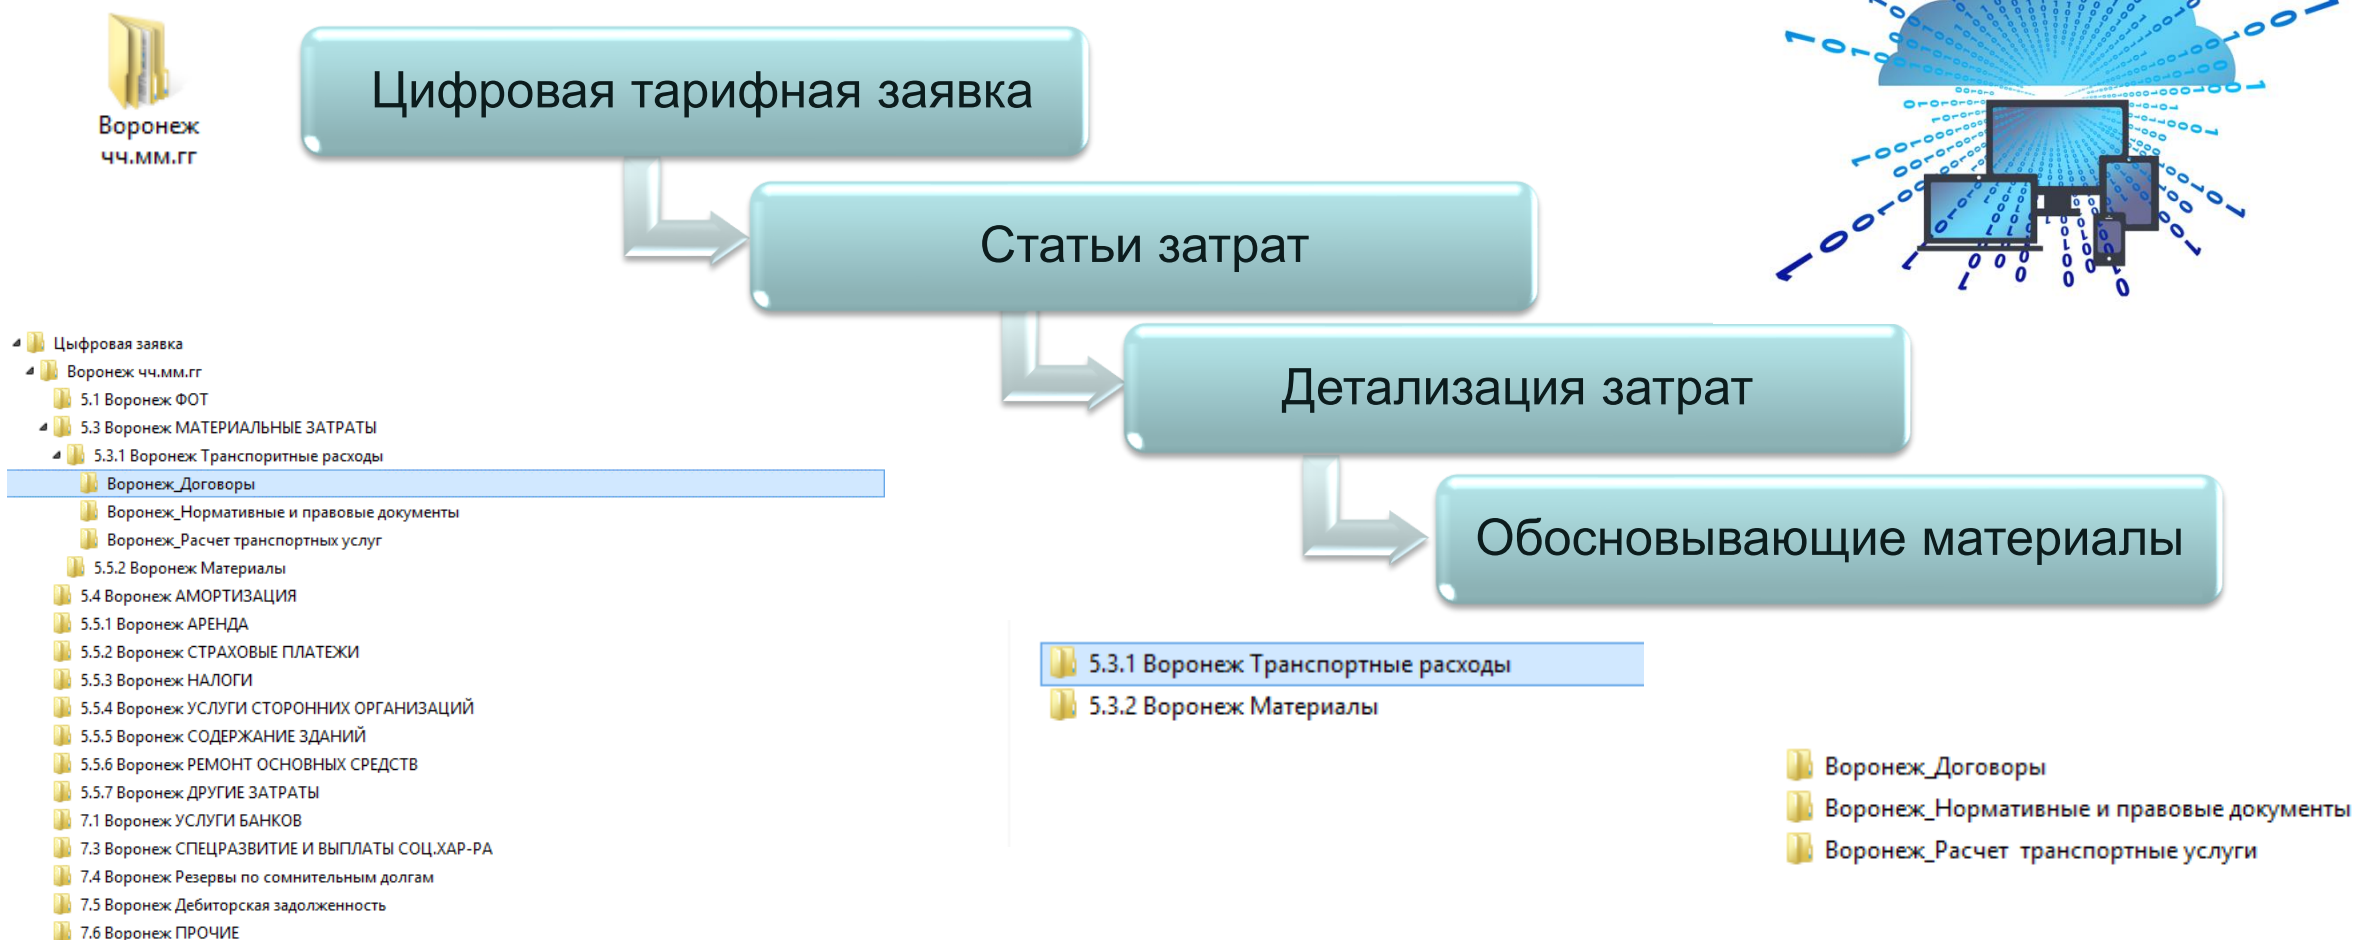 Воронеж
чч.мм.гг
Цифровая тарифная заявка
Статьи затрат
Детализация затрат
Обосновывающие материалы
Цыфровая заявка
Воронеж чч.мм.гг
5.1 Воронеж ФОТ
5.3 Воронеж МАТЕРИАЛЬНЫЕ ЗАТРАТЫ
5.3.1 Воронеж Транспоритные расходы
Воронеж_Договоры
Воронеж_Нормативные и правовые документы
Воронеж_Расчет транспортных услуг
5.5.2 Воронеж Материалы
5.4 Воронеж АМОРТИЗАЦИЯ
5.5.1 Воронеж АРЕНДА
5.5.2 Воронеж СТРАХОВЫЕ ПЛАТЕЖИ
5.5.3 Воронеж НАЛОГИ
5.5.4 Воронеж УСЛУГИ СТОРОННИХ ОРГАНИЗАЦИЙ
5.5.5 Воронеж СОДЕРЖАНИЕ ЗДАНИЙ
5.5.6 Воронеж РЕМОНТ ОСНОВНЫХ СРЕДСТВ
5.5.7 Воронеж ДРУГИЕ ЗАТРАТЫ
7.1 Воронеж УСЛУГИ БАНКОВ
7.3 Воронеж СПЕЦРАЗВИТИЕ И ВЫПЛАТЫ СОЦ.ХАР-РА
7.4 Воронеж Резервы по сомнительным долгам
7.5 Воронеж Дебиторская задолженность
7.6 Воронеж ПРОЧИЕ
5.3.1 Воронеж Транспортные расходы
5.3.2 Воронеж Материалы
Воронеж_Договоры
Воронеж_Нормативные и правовые документы
Воронеж_Расчет транспортные услуги